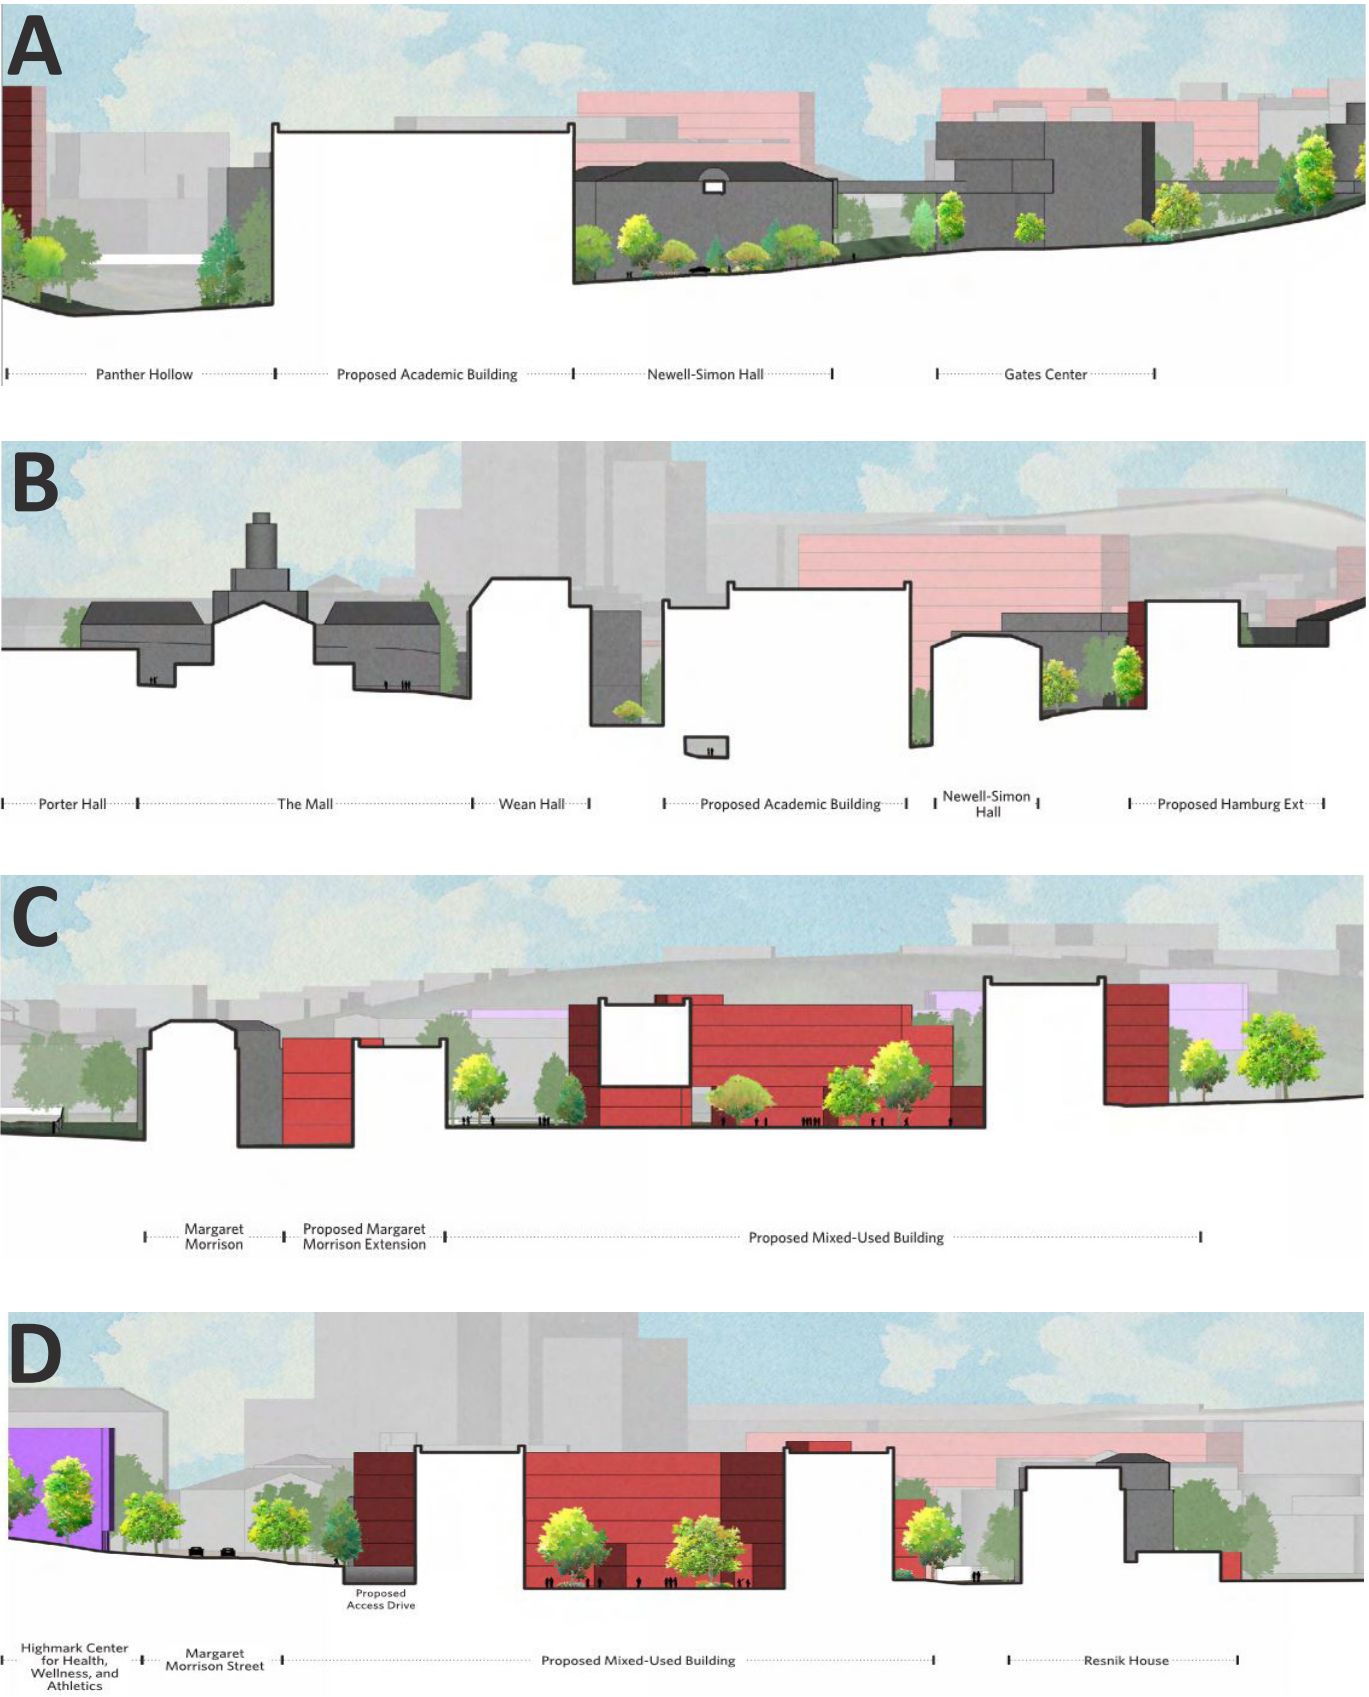 A
Panther Hollow
Proposed Academic Building
Newell-Simon Hall
Gates Center
B
Porter Hall
The Mall
Wean Hall
Proposed Academic Building
Newell-Simon
Hall
Proposed Hamburg Ext
C
Margaret
Morrison
Proposed Margaret
Morrison Extension
Proposed Mixed-Used Building
D
Proposed
Access Drive
Highmark Center
for Health,
Wellness, and
Athletics
Margaret
Morrison Street
Proposed Mixed-Used Building
Resnik House